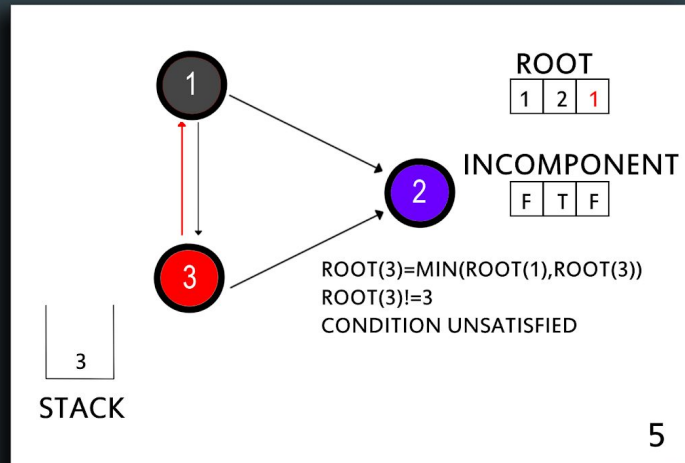 1
ROOT
1 2 1
INCOMPONENT
F T F
2
3
ROOT(3)=MIN(ROOT(1),ROOT(3))
ROOT(3)!=3
CONDITION UNSATISFIED
3
STACK
5